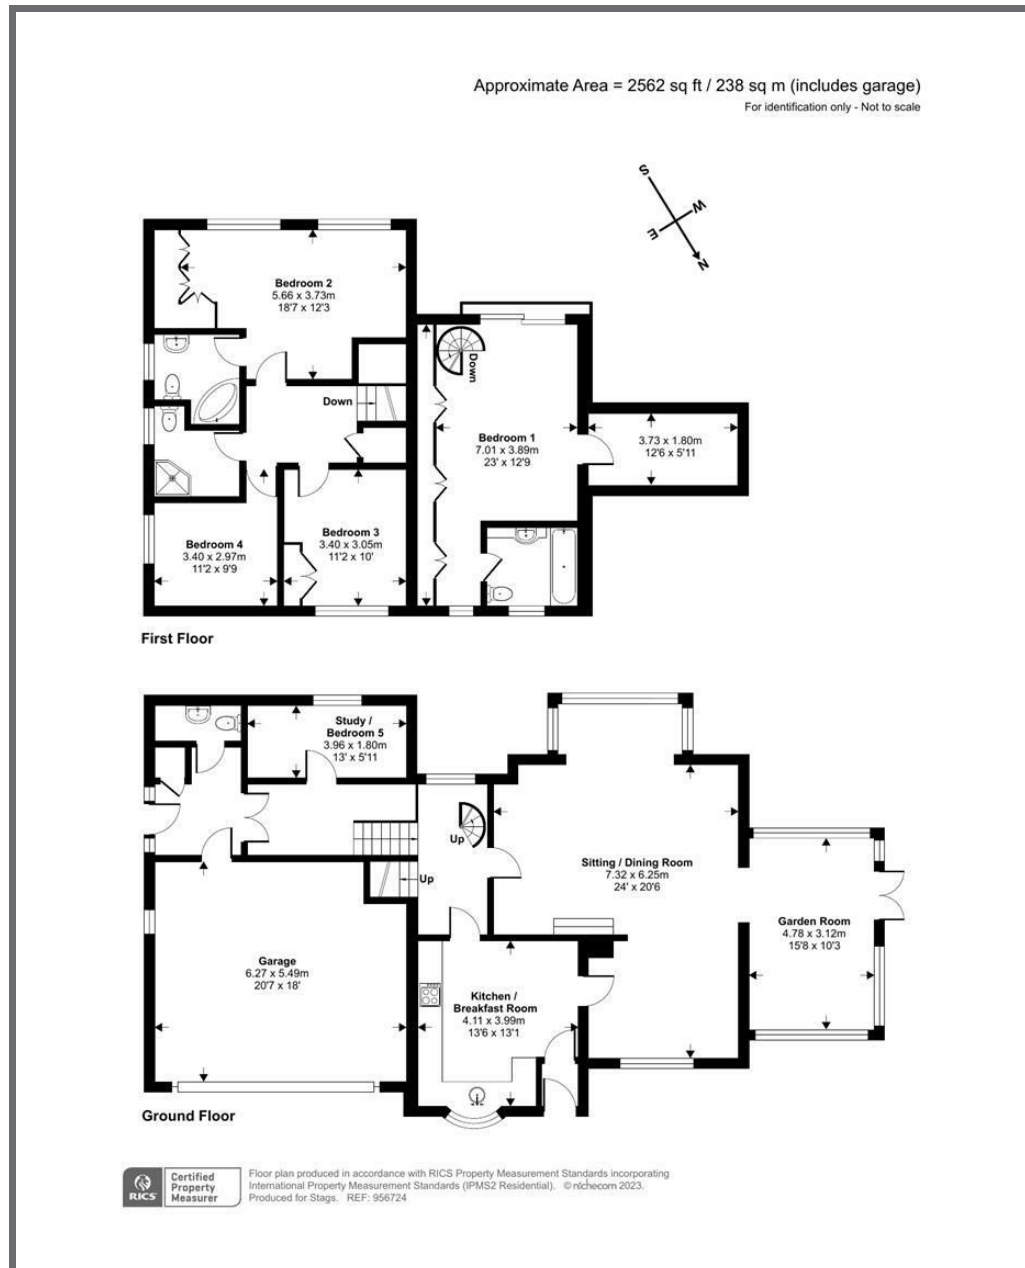 Approximate Area = 2562 sq ft / 238 sq m (includes garage)
For identification only - Not to scale
S
W
E
N
Bedroom 2
5.66 x 3.73m
18'7 x 12'3
Down
Down
Bedroom 1
7.01 x 3.89m
23' x 12'9
3.73 x 1.80m
12'6 x 5'11
Bedroom 3
3.40 x 3.05m
11'2 x 10'
Bedroom 4
3.40 x 2.97m
11'2 x 9'9
First Floor
Study /
Bedroom 5
3.96 x 1.80m
13' x 5'11
Up
Up
Sitting / Dining Room
7.32 x 6.25m
24' x 20'6
Garden Room
4.78 x 3.12m
15'8 x 10'3
Garage
6.27 x 5.49m
20'7 x 18'
Kitchen /
Breakfast Room
4.11 x 3.99m
13'6 x 13'1
Ground Floor
RICS
Certified
Property
Measurer
Floor plan produced in accordance with RICS Property Measurement Standards incorporating
International Property Measurement Standards (IPMS2 Residential). © nichecom 2023.
Produced for Stags. REF: 956724